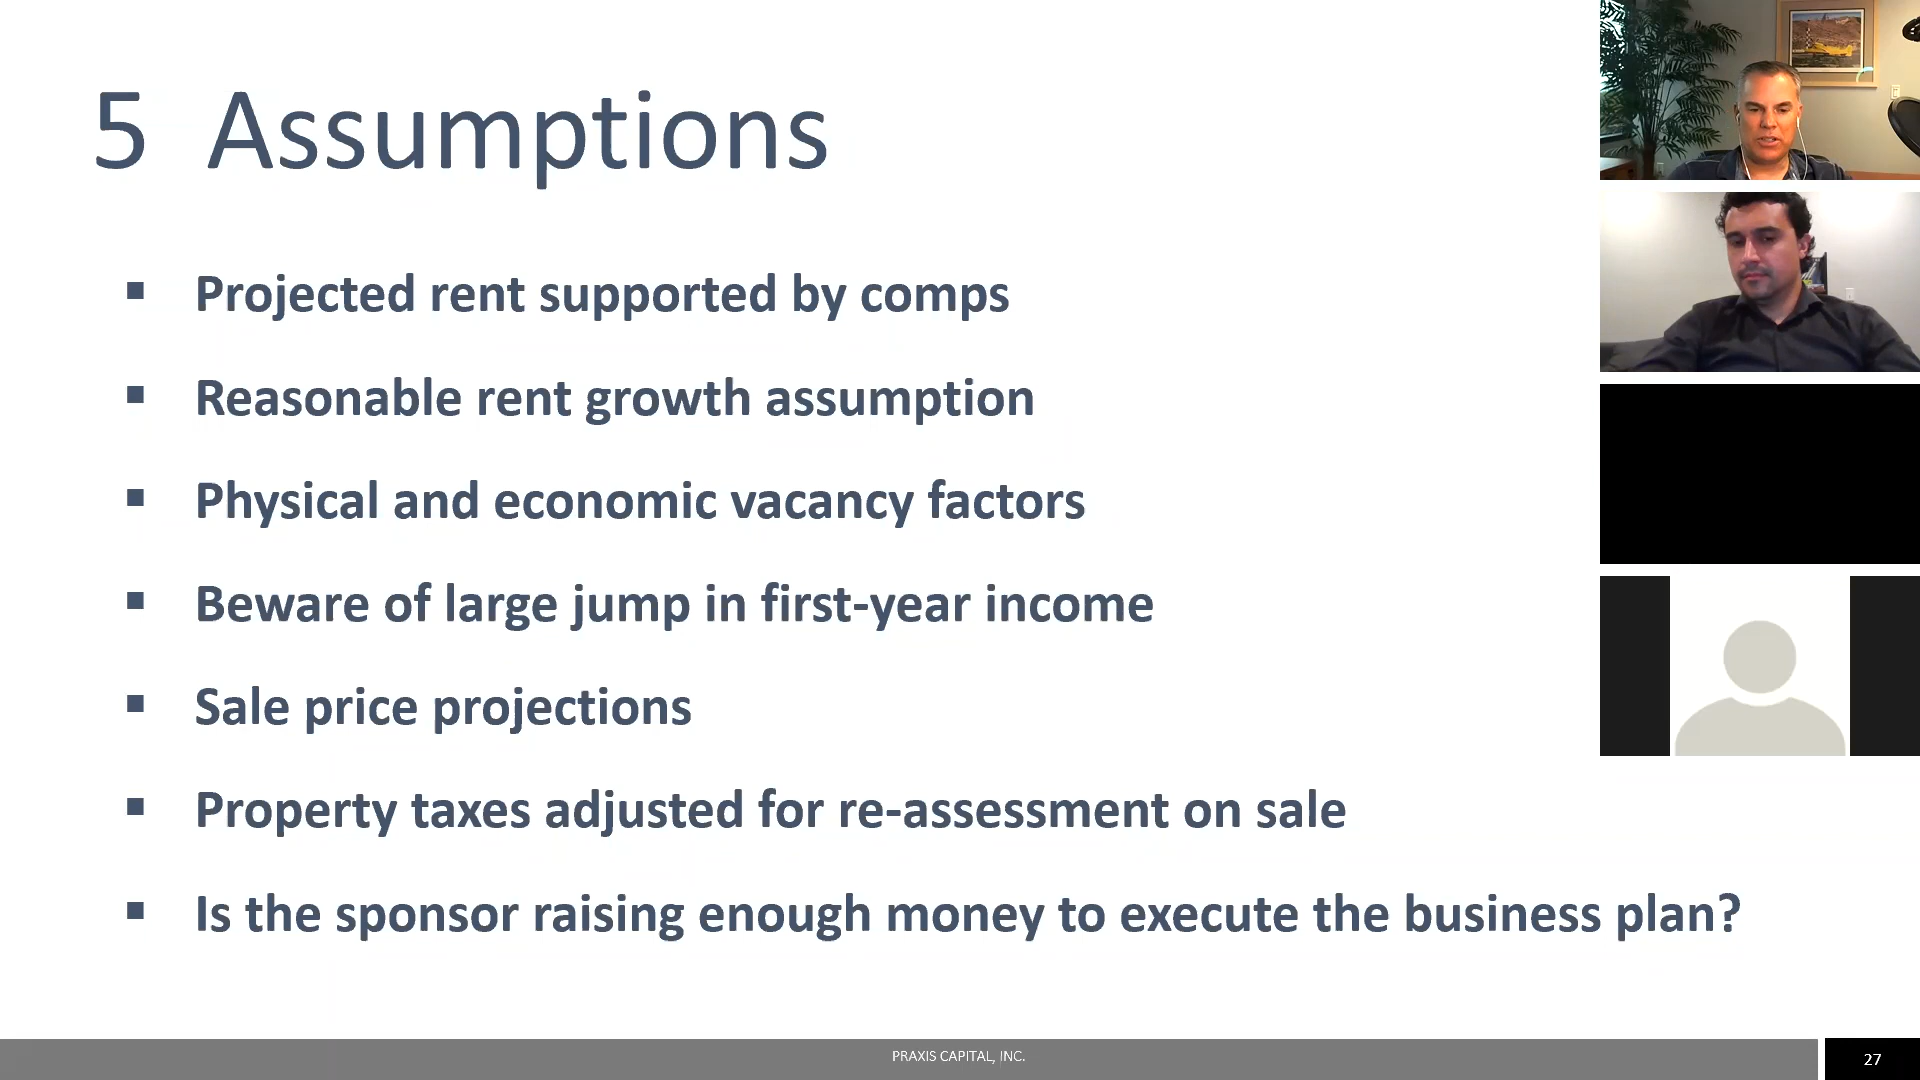 5 Assumptions
▪ Projected rent supported by comps
▪ Reasonable rent growth assumption
▪ Physical and economic vacancy factors
▪ Beware of large jump in first-year income
▪ Sale price projections
▪ Property taxes adjusted for re-assessment on sale
▪ Is the sponsor raising enough money to execute the business plan?
PRAXIS CAPITAL, INC.
27